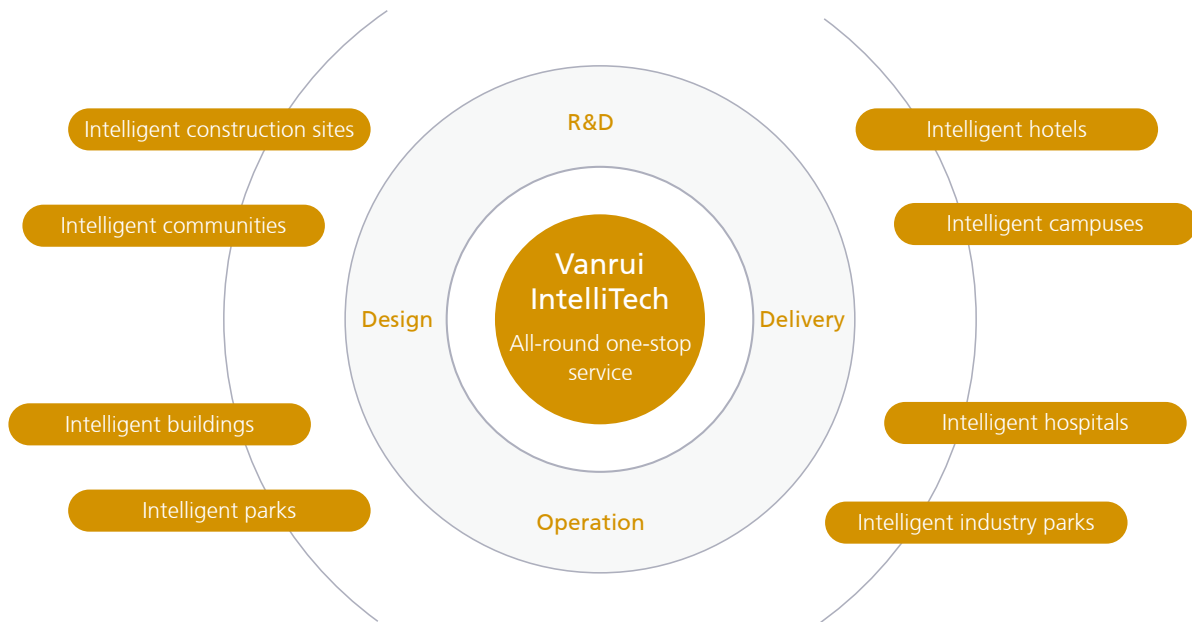 R&D
Intelligent construction sites
Intelligent hotels
Intelligent communities
Intelligent campuses
Vanrui
IntelliTech
Design
Delivery
All-round one-stop
service
Intelligent buildings
Intelligent hospitals
Intelligent parks
Operation
Intelligent industry parks